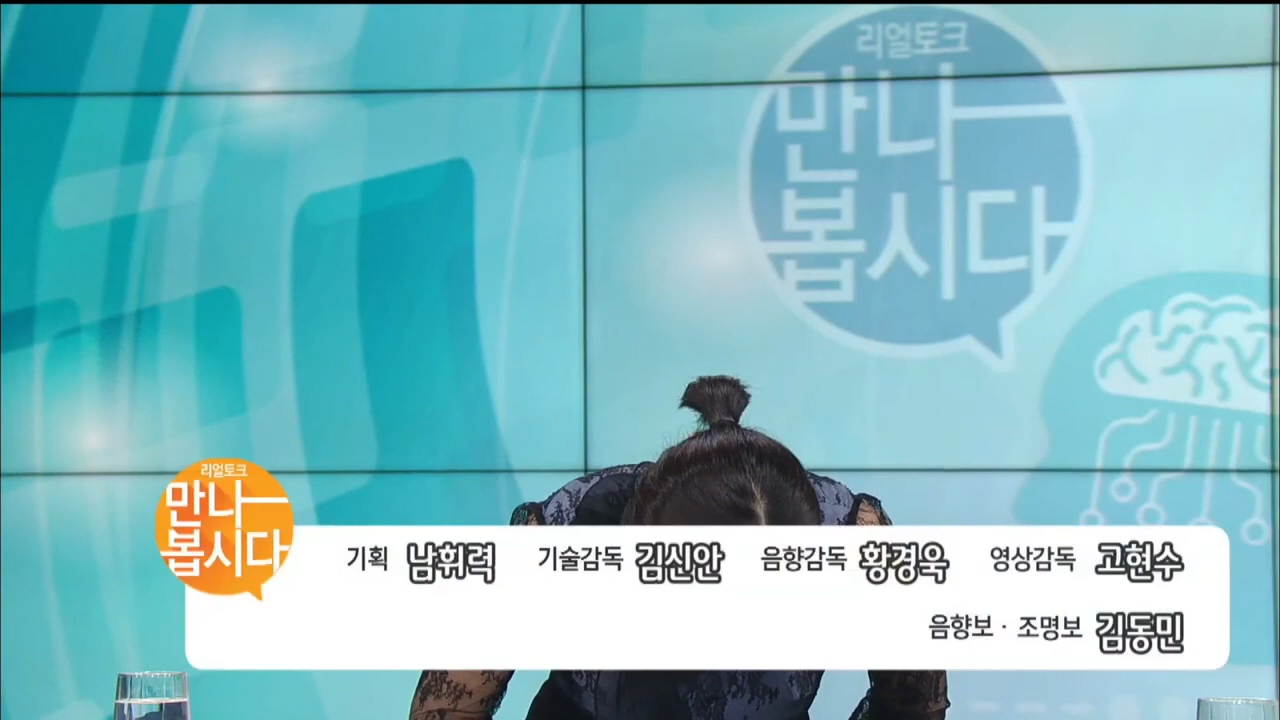 리얼토크
만나
봅시다
리얼토크
만나
봅시다
기획 남휘력 기술감독 김신안 음향감독 황경욱 영상감독 고현수
음향보 · 조명보 김동민